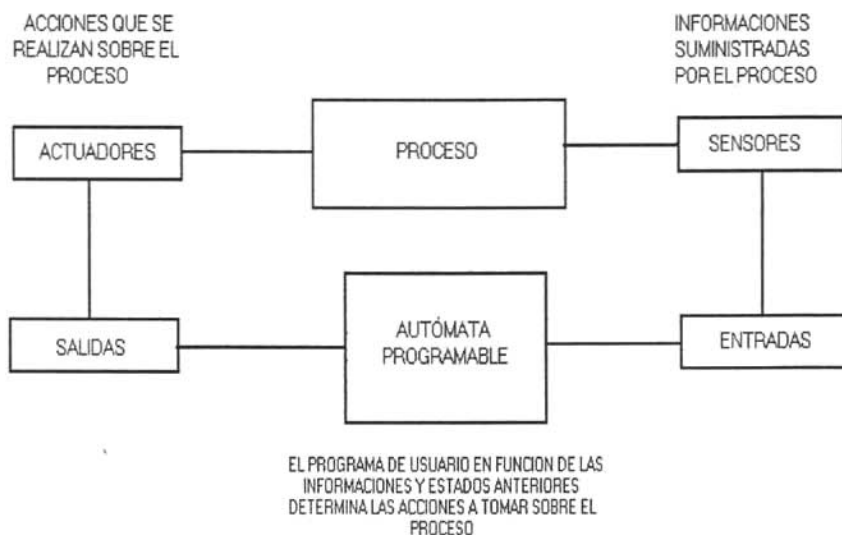 ACCIONES QUE SE
REALIZAN SOBRE EL
PROCESO
INFORMACIONES
SUMINISTRADAS
POR EL PROCESO
ACTUADORES
PROCESO
SENSORES
SALIDAS
AUTÓMATA
PROGRAMABLE
ENTRADAS
EL PROGRAMA DE USUARIO EN FUNCION DE LAS
INFORMACIONES Y ESTADOS ANTERIORES
DETERMINA LAS ACCIONES A TOMAR SOBRE EL
PROCESO